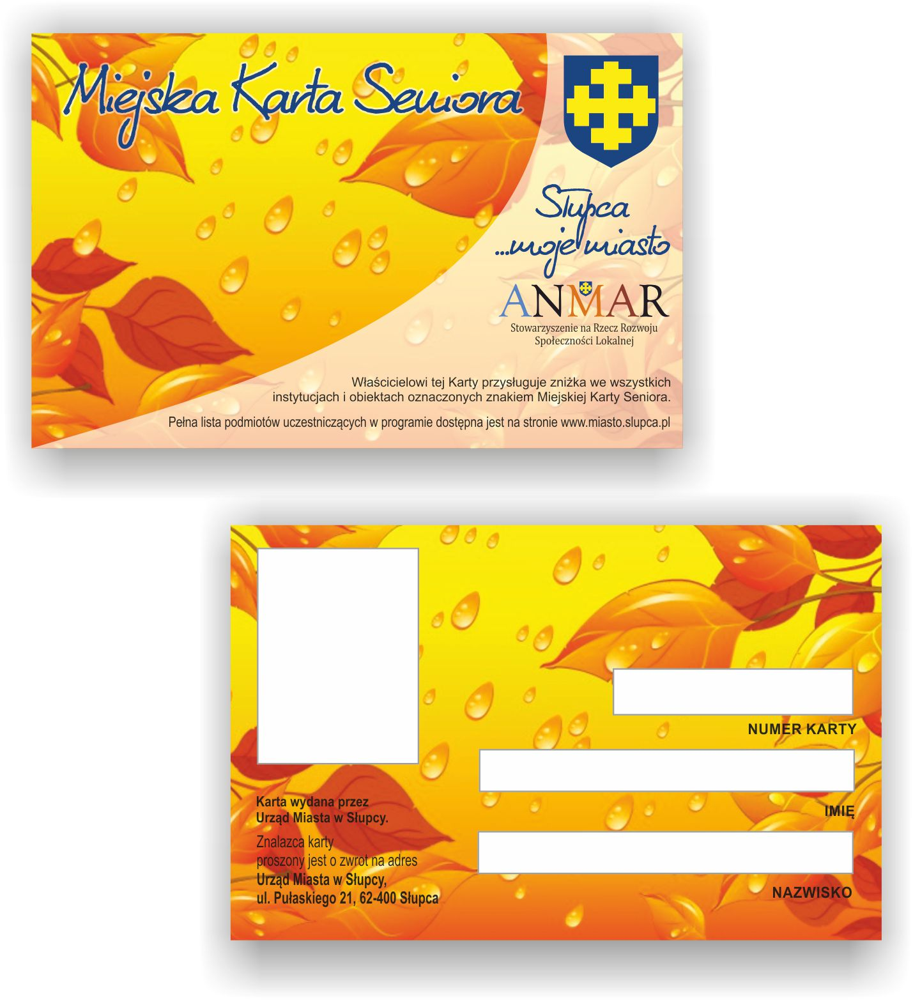 Miejska Karta Seniora
Słupca
...moje miasto
ANMAR
Stowarzyszenie na Rzecz Rozwoju
Społeczności Lokalnej
Właścicielowi tej Karty przysługuje zniżka we wszystkich
instytucjach i obiektach oznaczonych znakiem Miejskiej Karty Seniora.
Pełna lista podmiotów uczestniczących w programie dostępna jest na stronie www.miasto.slupca.pl
NUMER KARTY
IMIĘ
NAZWISKO
Karta wydana przez
Urząd Miasta w Słupcy.
Znalazca karty
proszony jest o zwrot na adres
Urząd Miasta w Słupcy,
ul. Pułaskiego 21, 62-400 Słupca